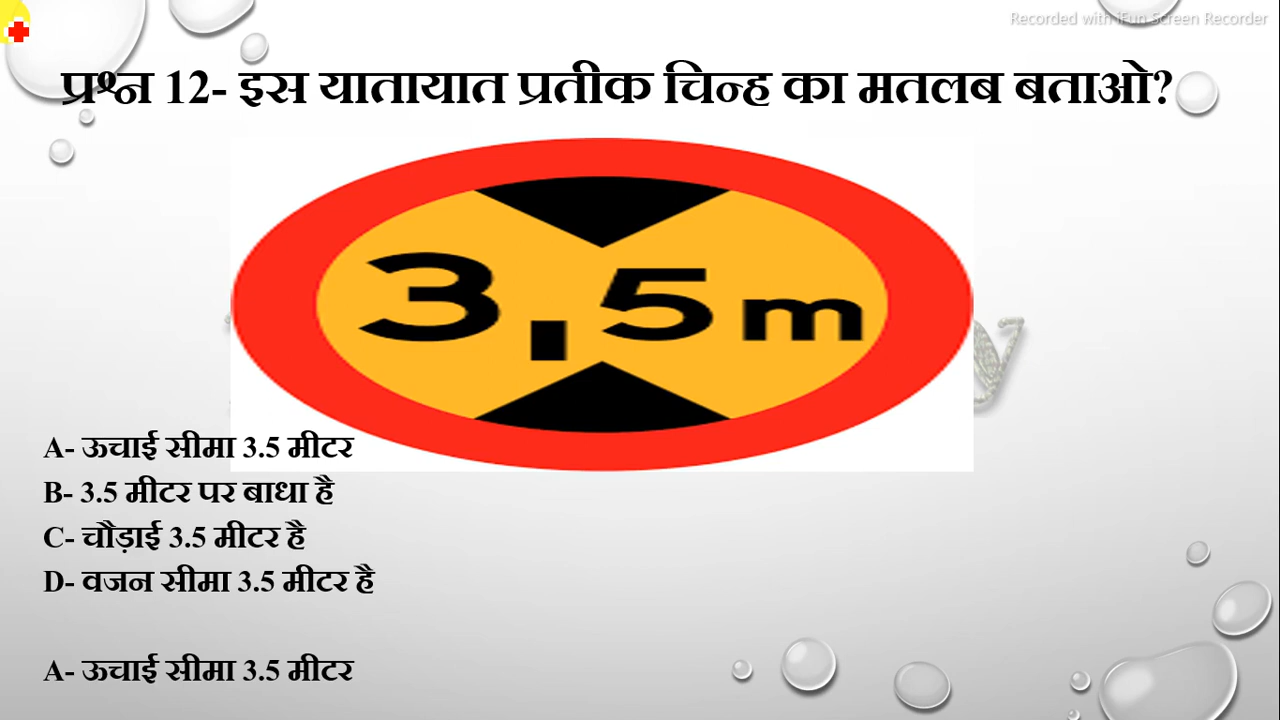 Recorded with iFun Screen Recorder
प्रश्न 12- इस यातायात प्रतीक चिन्ह का मतलब बताओ?
3,5m
A- ऊचाई सीमा 3.5 मीटर
B- 3.5 मीटर पर बाधा है
C- चौड़ाई 3.5 मीटर है
D- वजन सीमा 3.5 मीटर है
A- ऊचाई सीमा 3.5 मीटर